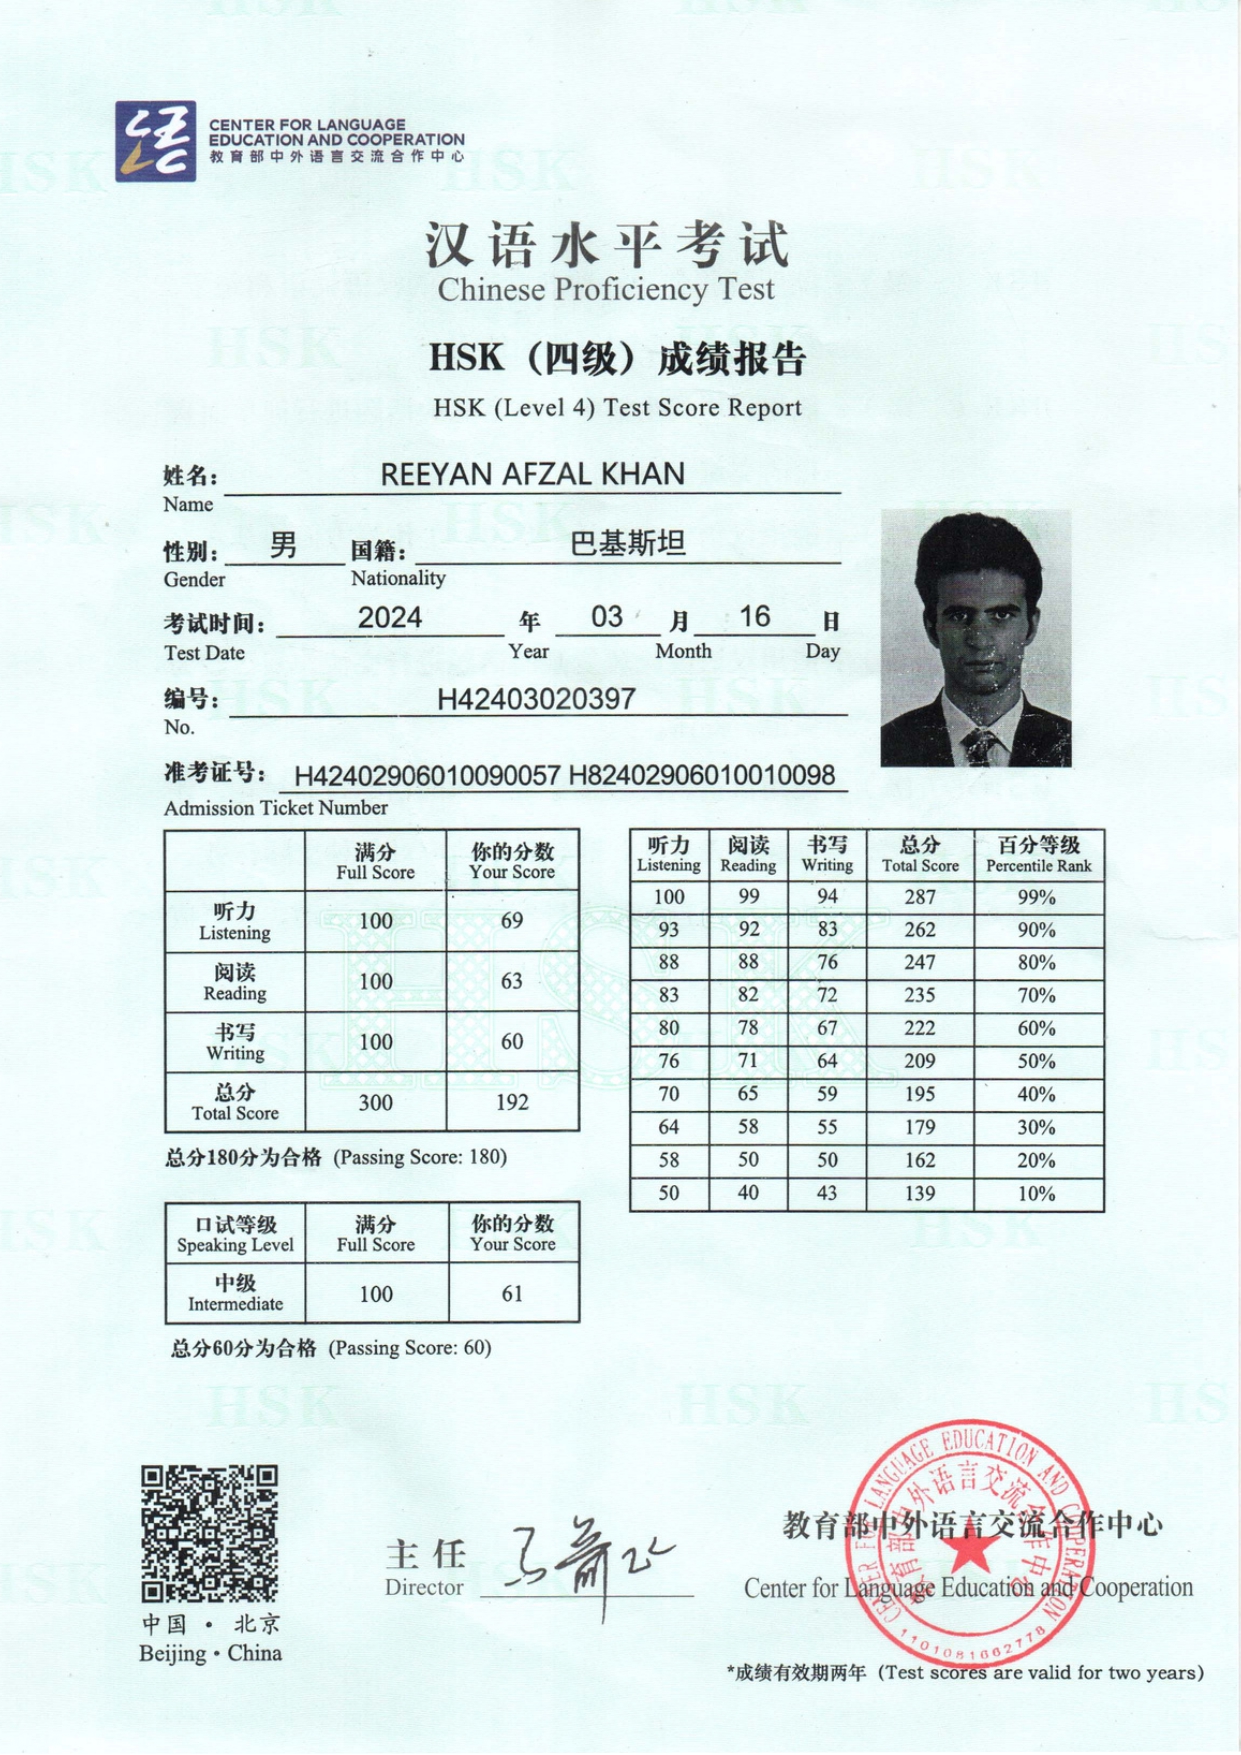 CENTER FOR LANGUAGE
EDUCATION AND COOPERATION
教育部中外语言交流合作中心
汉语水平考试
Chinese Proficiency Test
HSK（四级）成绩报告
HSK (Level 4) Test Score Report
姓名： REEYAN AFZAL KHAN
Name
性别： 男 国籍： 巴基斯坦
Gender Nationality
考试时间： 2024 年 03 月 16 日
Test Date Year Month Day
编号： H42403020397
No.
准考证号： H42402906010090057 H82402906010010098
Admission Ticket Number
满分 你的分数
Full Score Your Score
听力
Listening 100 69
阅读
Reading 100 63
书写
Writing 100 60
总分
Total Score 300 192
总分180分为合格 (Passing Score: 180)
听力 阅读 书写 总分 百分等级
Listening Reading Writing Total Score Percentile Rank
100 99 94 287 99%
93 92 83 262 90%
88 88 76 247 80%
83 82 72 235 70%
80 78 67 222 60%
76 71 64 209 50%
70 65 59 195 40%
64 58 55 179 30%
58 50 50 162 20%
50 40 43 139 10%
口试等级 满分 你的分数
Speaking Level Full Score Your Score
中级
Intermediate 100 61
总分60分为合格 (Passing Score: 60)
中国·北京
Beijing·China
主任
Director
教育部中外语言交流合作中心
Center for Language Education and Cooperation
CENTER FOR LANGUAGE EDUCATION AND COOPERATION
教育部中外语言交流合作中心
1101081662778
*成绩有效期两年 (Test scores are valid for two years)
HSK